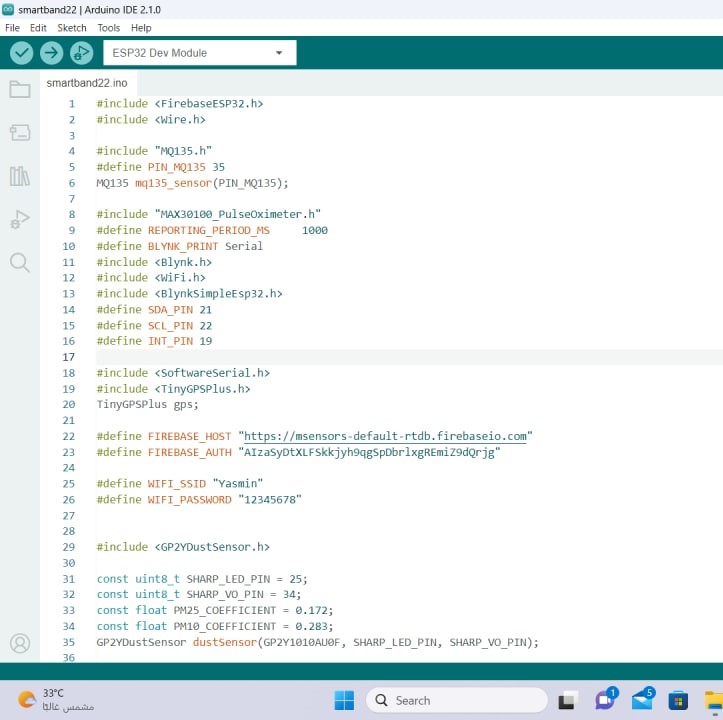 smartband22 | Arduino IDE 2.1.0
File Edit Sketch Tools Help
ESP32 Dev Module
smartband22.ino
1 #include <FirebaseESP32.h>
2 #include <Wire.h>
3
4 #include "MQ135.h"
5 #define PIN_MQ135 35
6 MQ135 mq135_sensor(PIN_MQ135);
7
8 #include "MAX30100_PulseOximeter.h"
9 #define REPORTING_PERIOD_MS 1000
10 #define BLYNK_PRINT Serial
11 #include <Blynk.h>
12 #include <WiFi.h>
13 #include <BlynkSimpleEsp32.h>
14 #define SDA_PIN 21
15 #define SCL_PIN 22
16 #define INT_PIN 19
17
18 #include <SoftwareSerial.h>
19 #include <TinyGPSPlus.h>
20 TinyGPSPlus gps;
21
22 #define FIREBASE_HOST "https://msensors-default-rtdb.firebaseio.com"
23 #define FIREBASE_AUTH "AIzaSyDtXLFSkkjyh9qgSpDbrlxgREmiZ9dQrjg"
24
25 #define WIFI_SSID "Yasmin"
26 #define WIFI_PASSWORD "12345678"
27
28
29 #include <GP2YDustSensor.h>
30
31 const uint8_t SHARP_LED_PIN = 25;
32 const uint8_t SHARP_VO_PIN = 34;
33 const float PM25_COEFFICIENT = 0.172;
34 const float PM10_COEFFICIENT = 0.283;
35 GP2YDustSensor dustSensor(GP2Y1010AU0F, SHARP_LED_PIN, SHARP_VO_PIN);
36
33°C
مشمس غالبًا
Search
1
5